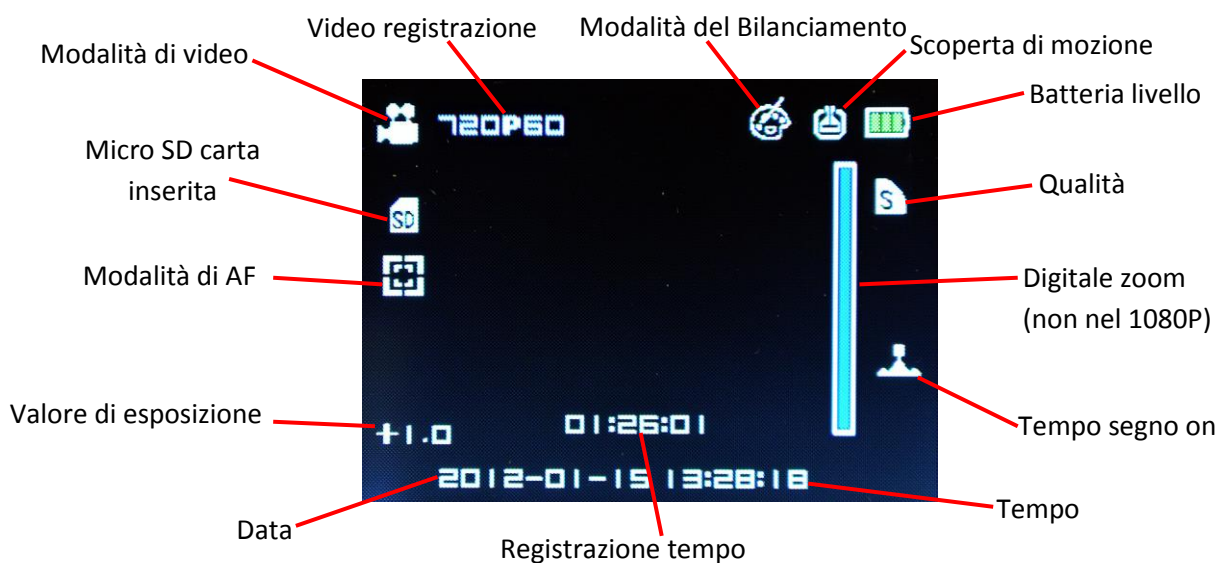 Video registrazione
Modalità del Bilanciamento
Scoperta di mozione
Modalità di video
Batteria livello
720P60
Micro SD carta
inserita
S
Qualità
SD
Modalità di AF
Digitale zoom
(non nel 1080P)
Valore di esposizione
+1.0
01:26:01
Tempo segno on
2012-01-15 13:28:18
Tempo
Data
Registrazione tempo